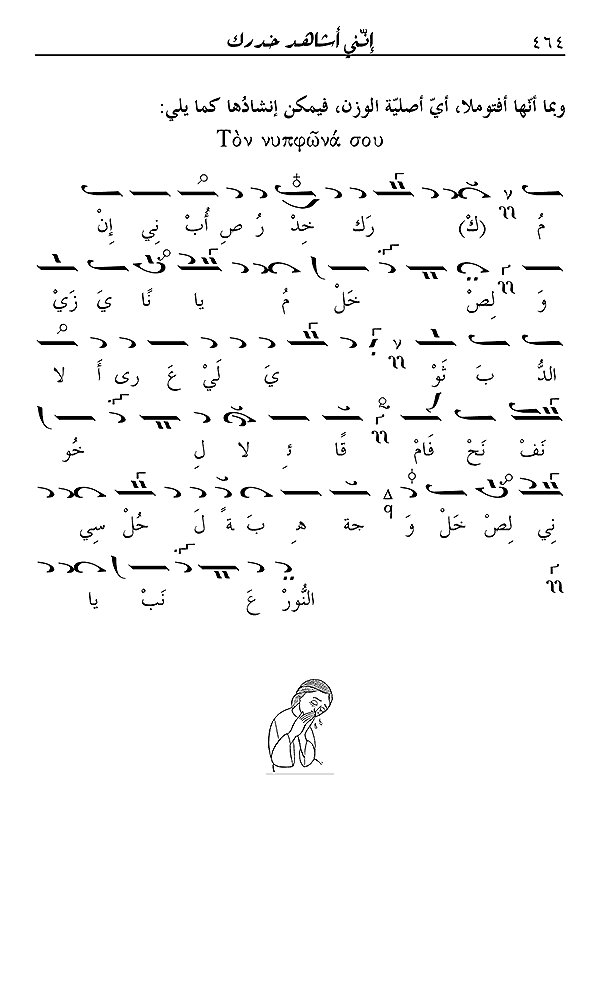 ٤٦٤ إنّني أشاهد خدرك
وبما أنّها أفتوملا، أيّ أصليّة الوزن، فيمكن إنشادُها كما يلي:
Τὸν νυπφῶνά σου
إِنْ نِي أُبْ صِ رُ خِدْ رَك (كْ) مُ
زَيْ يَ نًا يا مُ خَلْ لِصْ وَ
لا أَ رى عَ لَيْ يَ ثَوْ بَ الدُّ
خُو لِ لا ئِـ قًا فَامْ نَحْ نَفْ
سِي حُلْ لَ ةً بَـ هِـ جة وَ خَلْ لِصْ نِي
يا نَبْ عَ النُّورْ